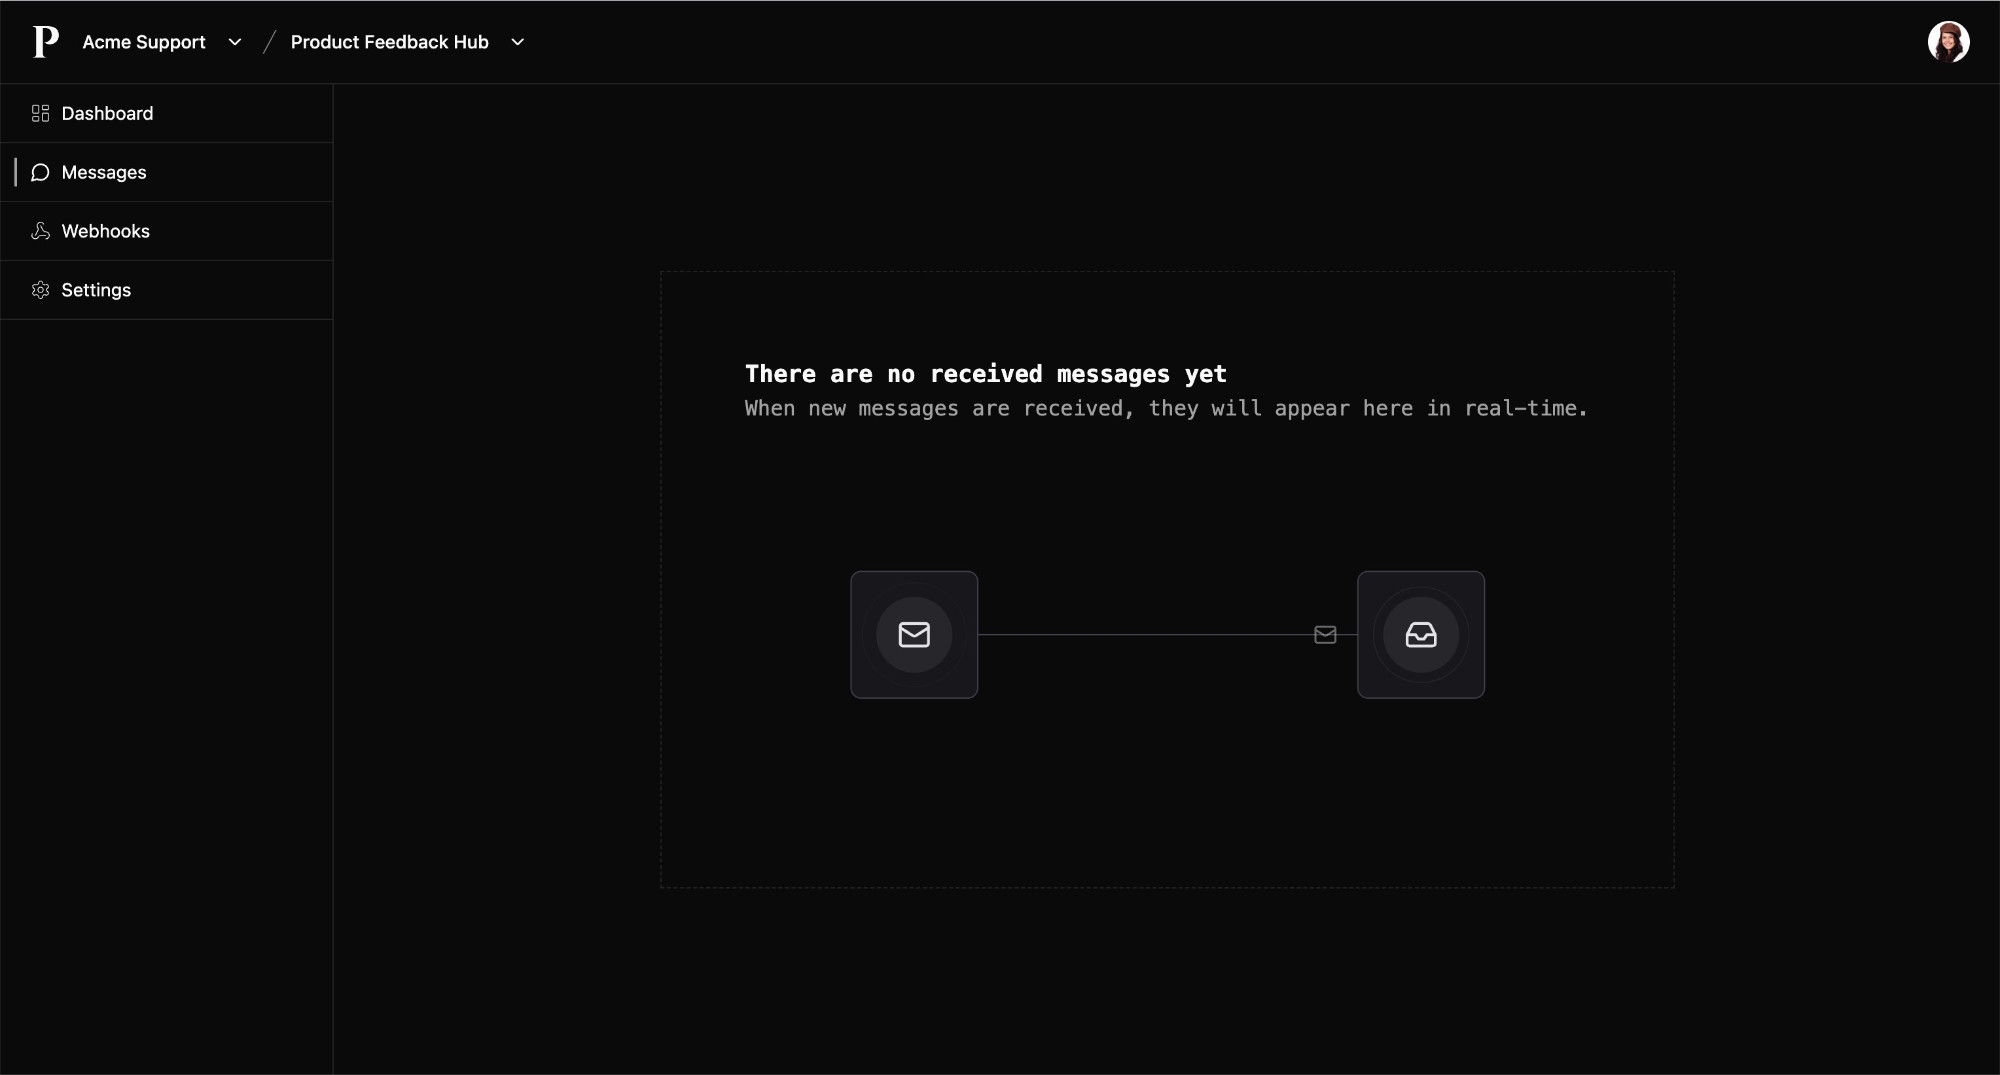 P
Acme Support
Product Feedback Hub
Dashboard
Messages
Webhooks
Settings
There are no received messages yet
When new messages are received, they will appear here in real-time.